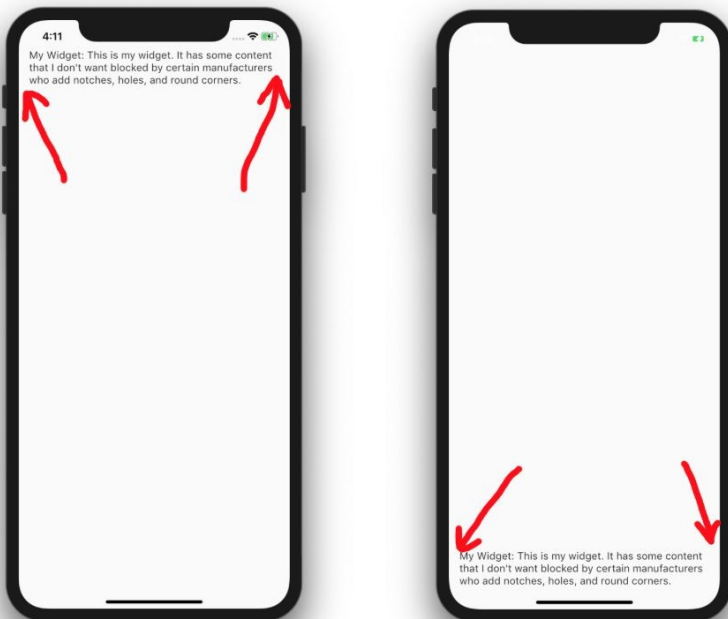 4:11
My Widget: This is my widget. It has some content
that I don't want blocked by certain manufacturers
who add notches, holes, and round corners.
My Widget: This is my widget. It has some content
that I don't want blocked by certain manufacturers
who add notches, holes, and round corners.